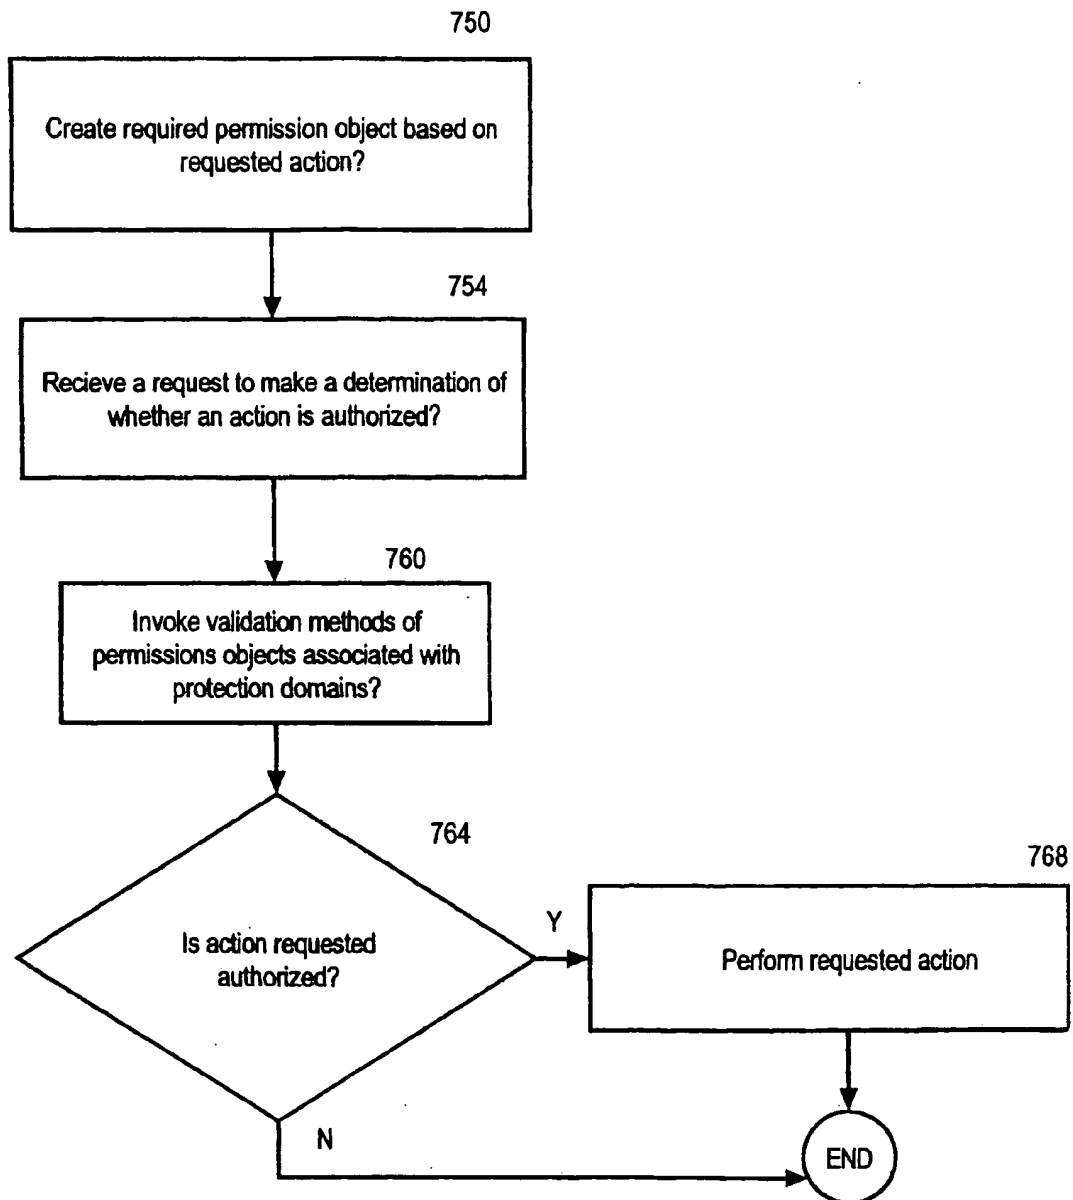 750
Create required permission object based on
requested action?
754
Recieve a request to make a determination of
whether an action is authorized?
760
Invoke validation methods of
permissions objects associated with
protection domains?
764
Is action requested
authorized?
Y
768
Perform requested action
N
END